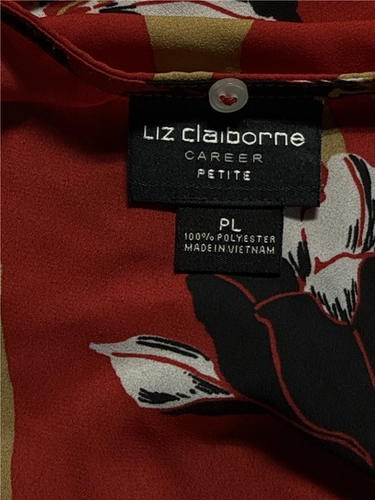 Liz claiborne
CAREER
PETITE
PL
100% POLYESTER
MADE IN VIETNAM